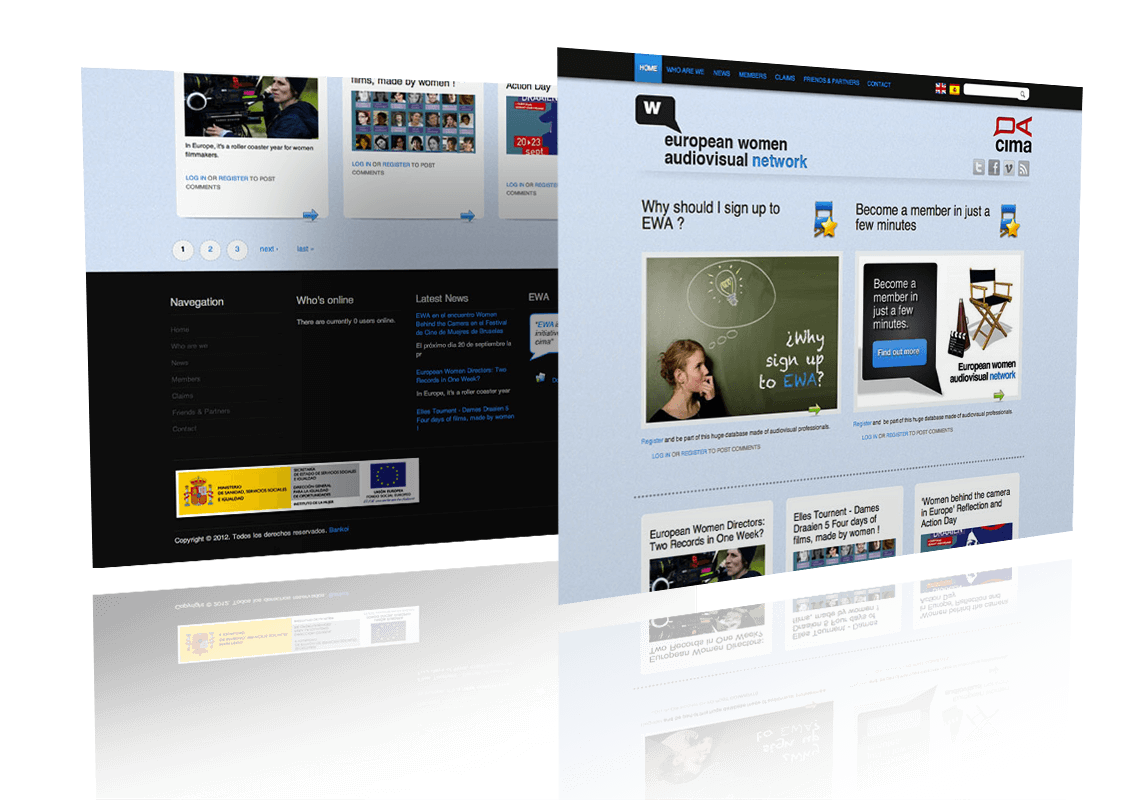 films, made by women !
Action Day
DRAAIEN
20▸23
sept
In Europe, it's a roller coaster year for women
filmmakers.
LOG IN OR REGISTER TO POST
COMMENTS
LOG IN OR REGISTER TO POST
COMMENTS
LOG IN OR REGISTER
COMMENTS
1 2 3 next › last »
Navegation
Home
Who are we
News
Members
Claims
Friends & Partners
Contact
Who's online
There are currently 0 users online.
Latest News
EWA en el encuentro Women
Behind the Camera en el Festival
de Cine de Mujeres de Bruselas
El próximo día 20 de septiembre la
pr
European Women Directors: Two
Records in One Week?
In Europe, it's a roller coaster year
Elles Tournent - Dames Draaien 5
Four days of films, made by women
!
EWA
"EWA
initiativ
cima"
MINISTERIO
DE SANIDAD, SERVICIOS SOCIALES
E IGUALDAD
SECRETARÍA
DE ESTADO DE SERVICIOS SOCIALES
E IGUALDAD
DIRECCIÓN GENERAL
PARA LA IGUALDAD
DE OPORTUNIDADES
INSTITUTO DE LA MUJER
UNIÓN EUROPEA
FONDO SOCIAL EUROPEO
Copyright © 2012. Todos los derechos reservados.
HOME WHO ARE WE NEWS MEMBERS CLAIMS FRIENDS & PARTNERS CONTACT
W
european women
audiovisual network
cima
Why should I sign up to
EWA ?
Become a member in just a
few minutes
¿Why
sign up
to EWA?
Become a
member in
just a few
minutes.
Find out more
European women
audiovisual network
Register and be part of this huge database made of audiovisual professionals.
LOG IN OR REGISTER TO POST COMMENTS
Register and be part of this huge database made of audiovisual professionals.
LOG IN OR REGISTER TO POST COMMENTS
European Women Directors:
Two Records in One Week?
Elles Tournent - Dames
Draaien 5 Four days of
films, made by women !
'Women behind the camera
in Europe' Reflection and
Action Day
DRAAIEN